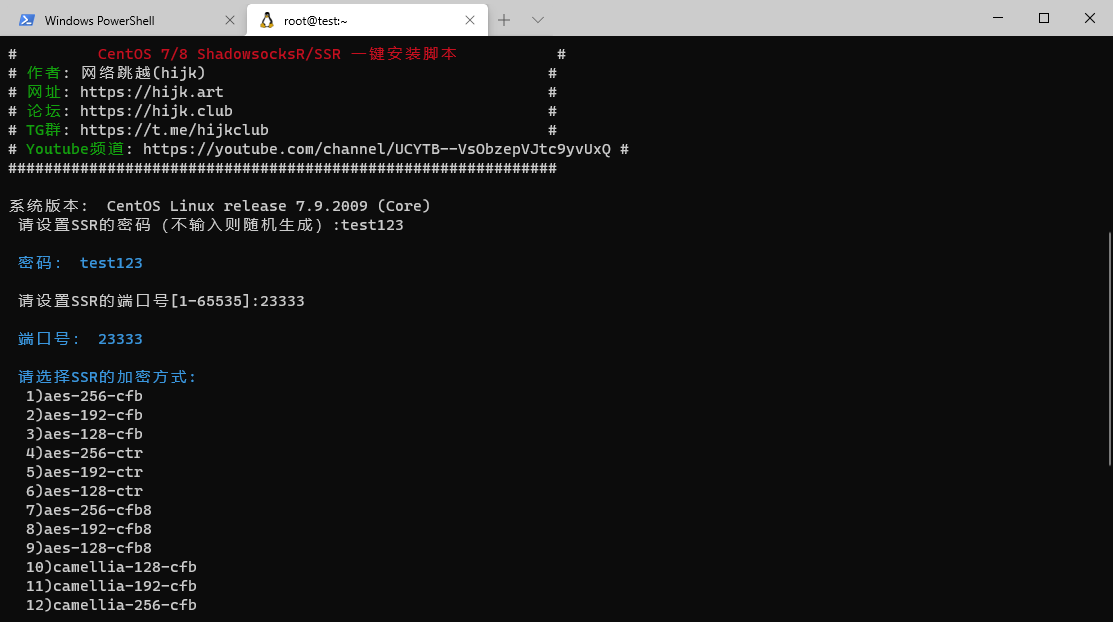 Windows PowerShell
root@test:~
# CentOS 7/8 ShadowsocksR/SSR 一键安装脚本 #
# 作者: 网络跳越(hijk) #
# 网址: https://hijk.art #
# 论坛: https://hijk.club #
# TG群: https://t.me/hijkclub #
# Youtube频道: https://youtube.com/channel/UCYTB--VsObzepVJtc9yvUxQ #
#############################################################
系统版本: CentOS Linux release 7.9.2009 (Core)
请设置SSR的密码（不输入则随机生成）:test123
密码: test123
请设置SSR的端口号[1-65535]:23333
端口号: 23333
请选择SSR的加密方式:
1)aes-256-cfb
2)aes-192-cfb
3)aes-128-cfb
4)aes-256-ctr
5)aes-192-ctr
6)aes-128-ctr
7)aes-256-cfb8
8)aes-192-cfb8
9)aes-128-cfb8
10)camellia-128-cfb
11)camellia-192-cfb
12)camellia-256-cfb